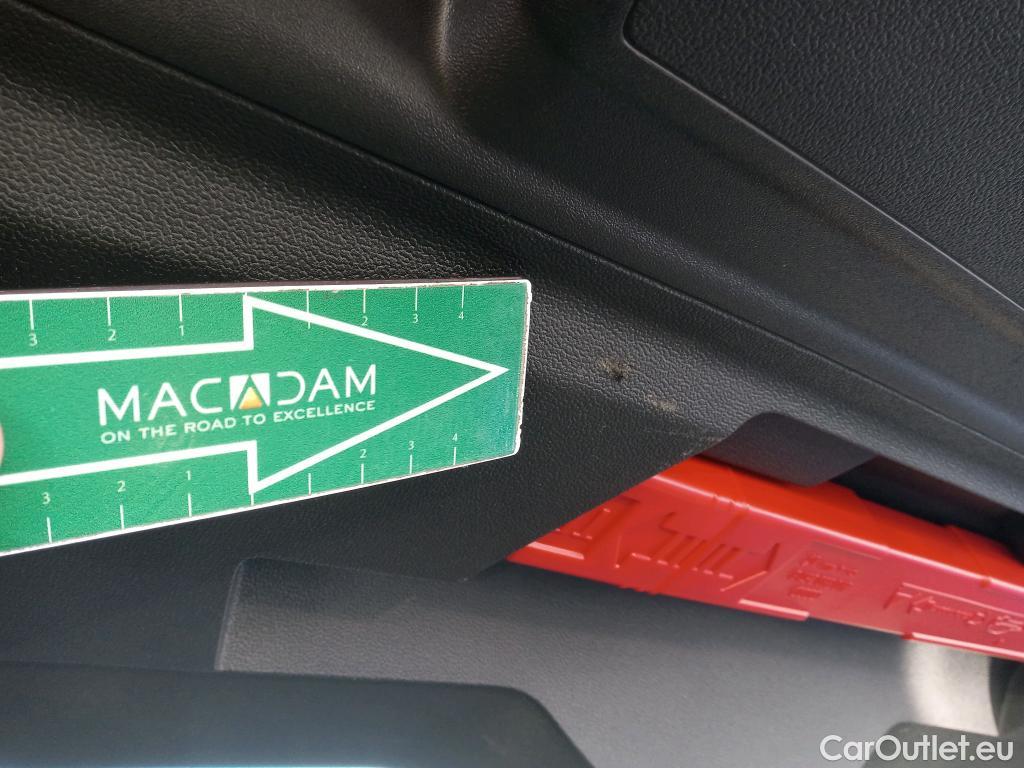 3 2 1 1 2 3 4
MACADAM
ON THE ROAD TO EXCELLENCE
3 2 1 2 3 4
CarOutlet.eu